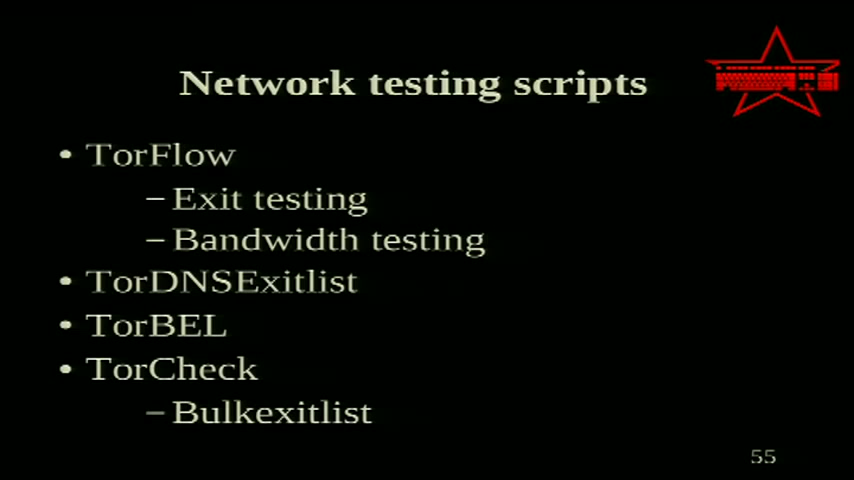 Network testing scripts
• TorFlow
– Exit testing
– Bandwidth testing
• TorDNSExitlist
• TorBEL
• TorCheck
– Bulkexitlist
55